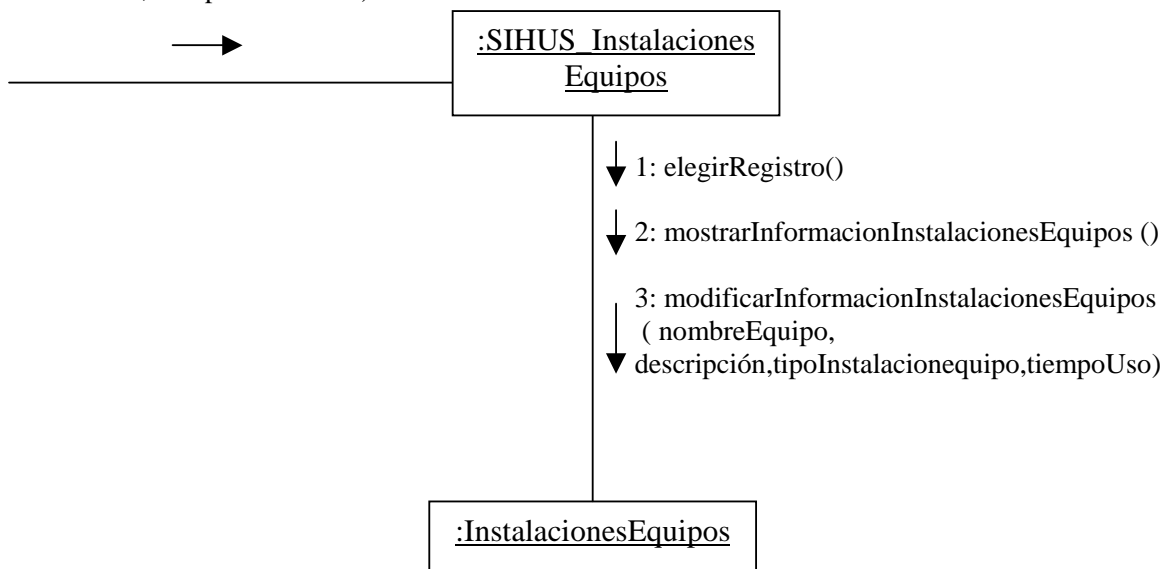 :SIHUS_Instalaciones
Equipos
1: elegirRegistro()
2: mostrarInformacionInstalacionesEquipos ()
3: modificarInformacionInstalacionesEquipos
( nombreEquipo,
descripción,tipoInstalacionequipo,tiempoUso)
:InstalacionesEquipos